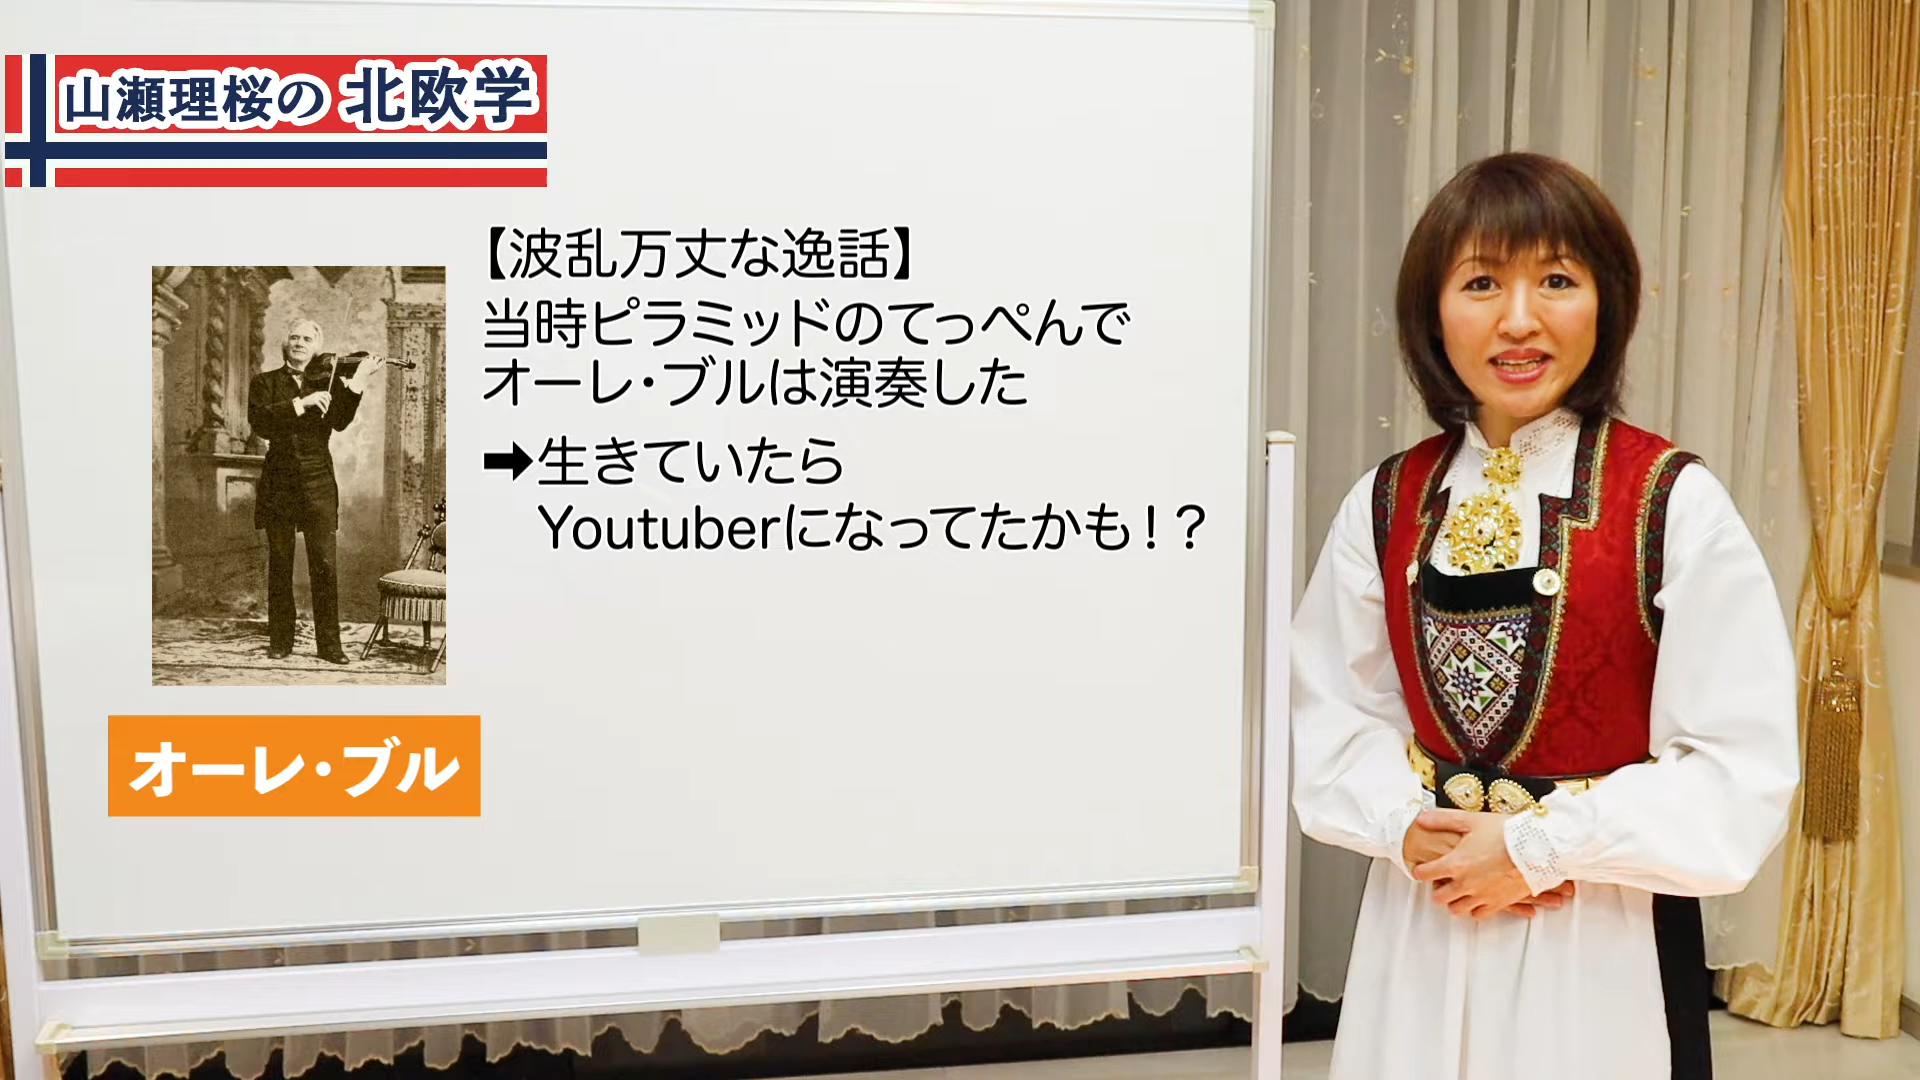 山瀬理桜の北欧学
【波乱万丈な逸話】
当時ピラミッドのてっぺんで
オーレ・ブルは演奏した
➡生きていたら
Youtuberになってたかも！？
オーレ・ブル